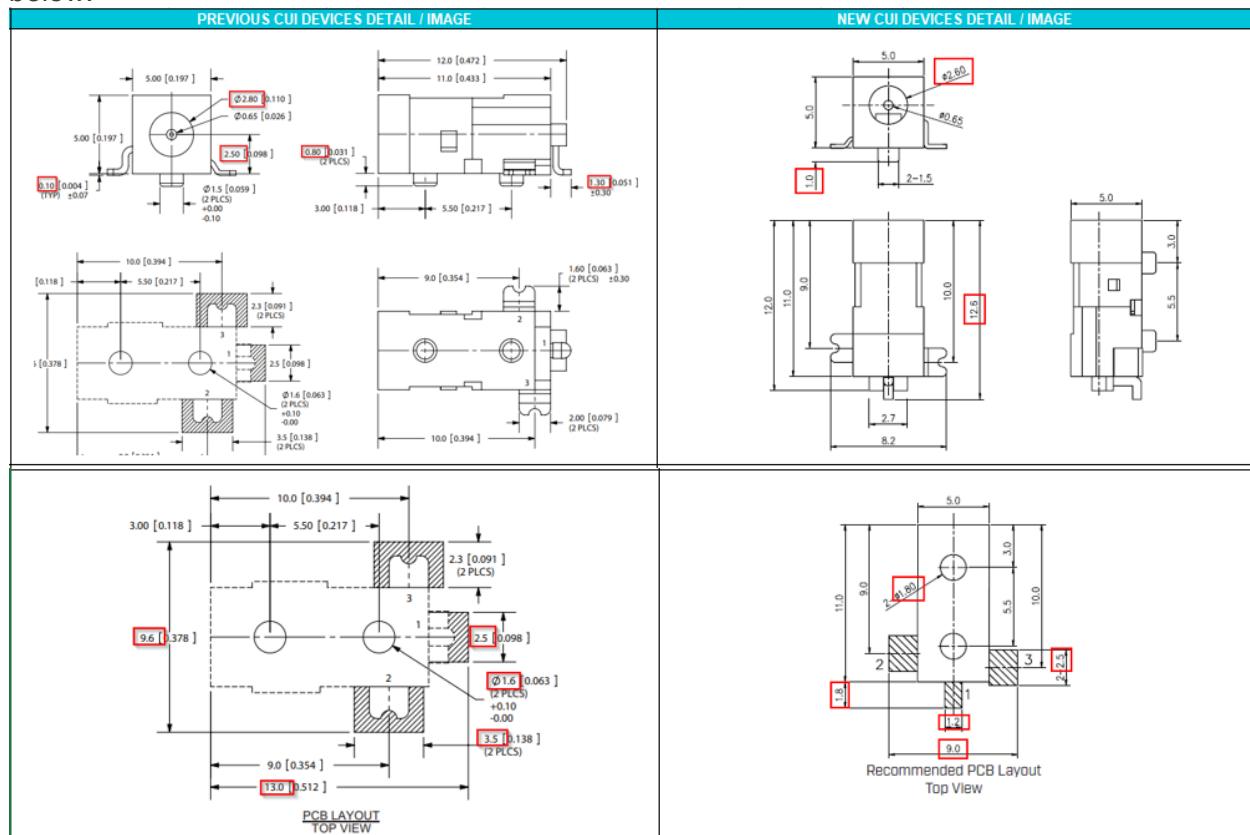 PREVIOUS CUI DEVICES DETAIL / IMAGE
NEW CUI DEVICES DETAIL / IMAGE
5.00 [0.197]
Ø2.80 [0.110]
Ø0.65 [0.026]
5.00 [0.197]
2.50 [0.098]
0.10 [0.004]
(TYP) ±0.07
Ø1.5 [0.059]
(2 PLCS)
+0.00
-0.10
12.0 [0.472]
11.0 [0.433]
0.80 [0.031]
(2 PLCS)
1.30 [0.051]
±0.30
3.00 [0.118]
5.50 [0.217]
10.0 [0.394]
[0.118]
5.50 [0.217]
2.3 [0.091]
(2 PLCS)
3
1
2.5 [0.098]
[0.378]
2
Ø1.6 [0.063]
(2 PLCS)
+0.10
-0.00
3.5 [0.138]
(2 PLCS)
9.0 [0.354]
1.60 [0.063]
(2 PLCS) ±0.30
2
1
3
2.00 [0.079]
(2 PLCS)
10.0 [0.394]
5.0
Ø2.60
5.0
Ø0.65
1.0
2-1.5
12.0
11.0
9.0
10.0
12.6
2.7
8.2
5.0
3.0
5.5
10.0 [0.394]
3.00 [0.118]
5.50 [0.217]
2.3 [0.091]
(2 PLCS)
3
1
9.6 [0.378]
2.5 [0.098]
2
Ø1.6 [0.063]
(2 PLCS)
+0.10
-0.00
3.5 [0.138]
(2 PLCS)
9.0 [0.354]
13.0 [0.512]
PCB LAYOUT
TOP VIEW
5.0
11.0
9.0
2-Ø1.80
3.0
5.5
10.0
2
3
2-2.5
1.8
1
1.2
9.0
Recommended PCB Layout
Top View